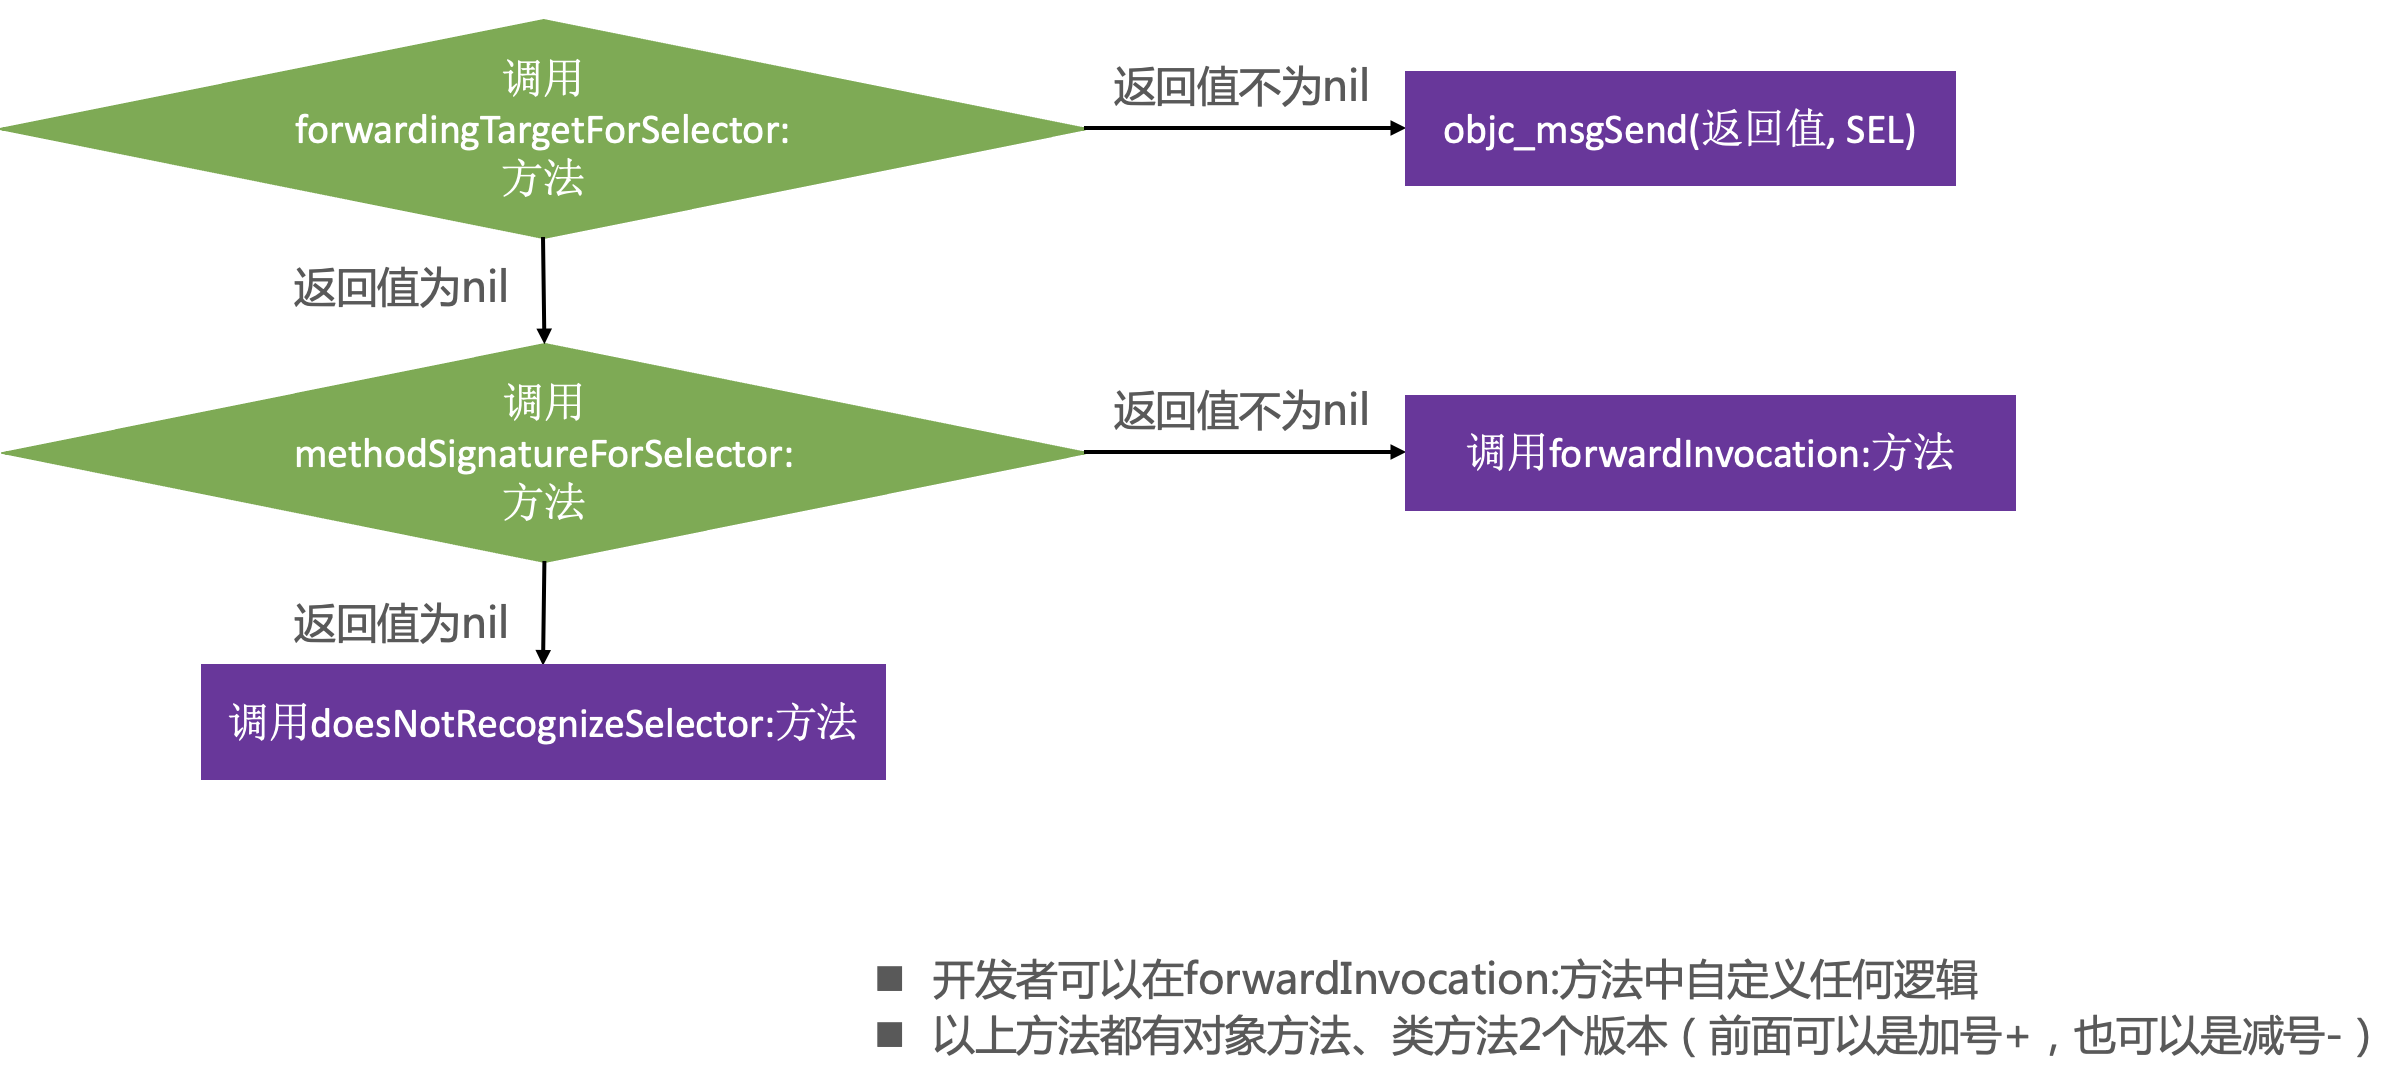 调用
forwardingTargetForSelector:
方法
返回值不为nil
objc_msgSend(返回值, SEL)
返回值为nil
调用
methodSignatureForSelector:
方法
返回值不为nil
调用forwardInvocation:方法
返回值为nil
调用doesNotRecognizeSelector:方法
■ 开发者可以在forwardInvocation:方法中自定义任何逻辑
■ 以上方法都有对象方法、类方法2个版本（前面可以是加号+，也可以是减号-）